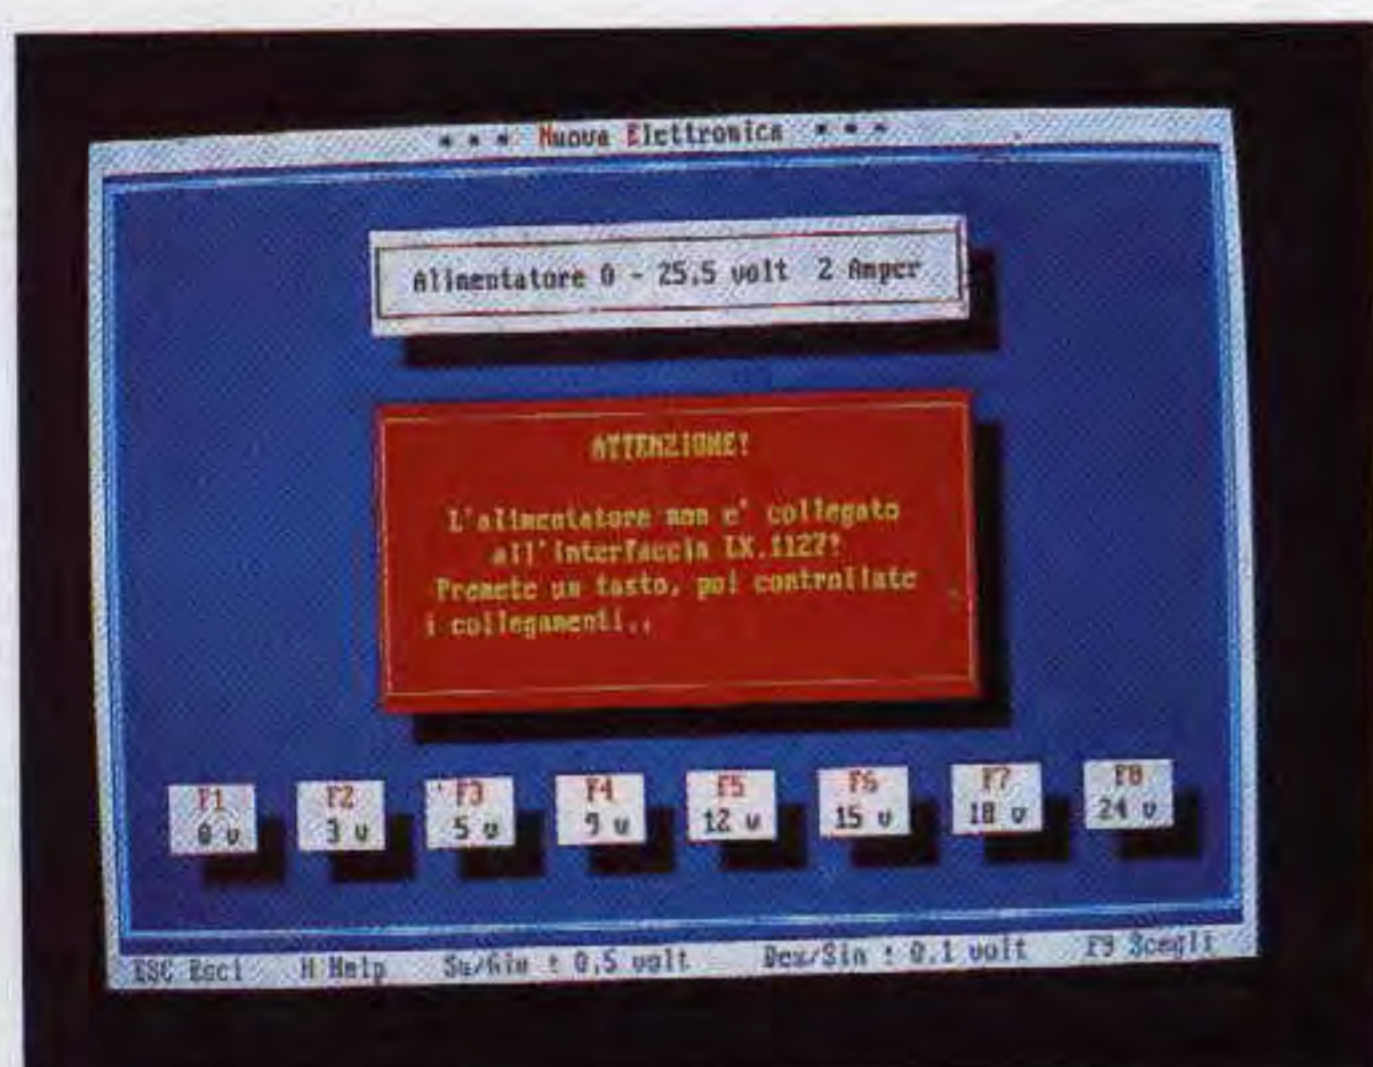 * * * Nuova Elettronica * * *
Alimentatore 0 - 25,5 volt 2 Amper
ATTENZIONE!
L'alimentatore non e' collegato
all'interfaccia LX.1127!
Premete un tasto, poi controllate
i collegamenti..
F1 F2 F3 F4 F5 F6 F7 F8
0 v 3 v 5 v 9 v 12 v 15 v 18 v 24 v
ESC Esci H Help Su/Giu ± 0,5 volt Dex/Sin ± 0.1 volt F9 Scegli